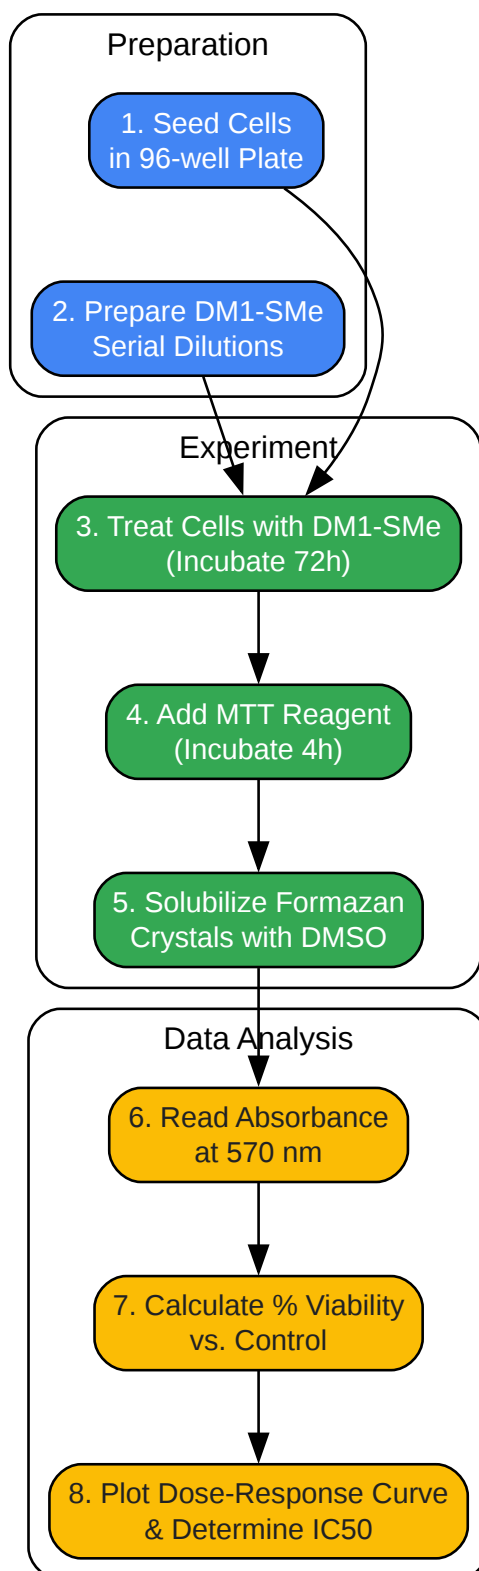 Preparation
1. Seed Cells
in 96-well Plate
2. Prepare DM1-SMe
Serial Dilutions
Experiment
3. Treat Cells with DM1-SMe
(Incubate 72h)
4. Add MTT Reagent
(Incubate 4h)
5. Solubilize Formazan
Crystals with DMSO
Data Analysis
6. Read Absorbance
at 570 nm
7. Calculate % Viability
vs. Control
8. Plot Dose-Response Curve
& Determine IC50